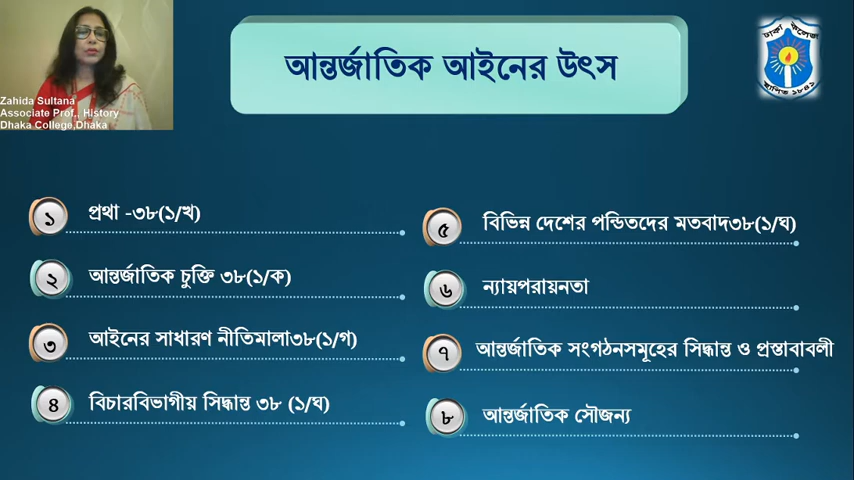 Zahida Sultana
Associate Prof,, History
Dhaka College,Dhaka
আন্তর্জাতিক আইনের উৎস
ঢাকা কলেজ
স্থাপিত ১৮৪১
১ প্রথা -৩৮(১/খ)
২ আন্তর্জাতিক চুক্তি ৩৮(১/ক)
৩ আইনের সাধারণ নীতিমালা৩৮(১/গ)
৪ বিচারবিভাগীয় সিদ্ধান্ত ৩৮ (১/ঘ)
৫ বিভিন্ন দেশের পন্ডিতদের মতবাদ৩৮(১/ঘ)
৬ ন্যায়পরায়নতা
৭ আন্তর্জাতিক সংগঠনসমূহের সিদ্ধান্ত ও প্রস্তাবাবলী
৮ আন্তর্জাতিক সৌজন্য